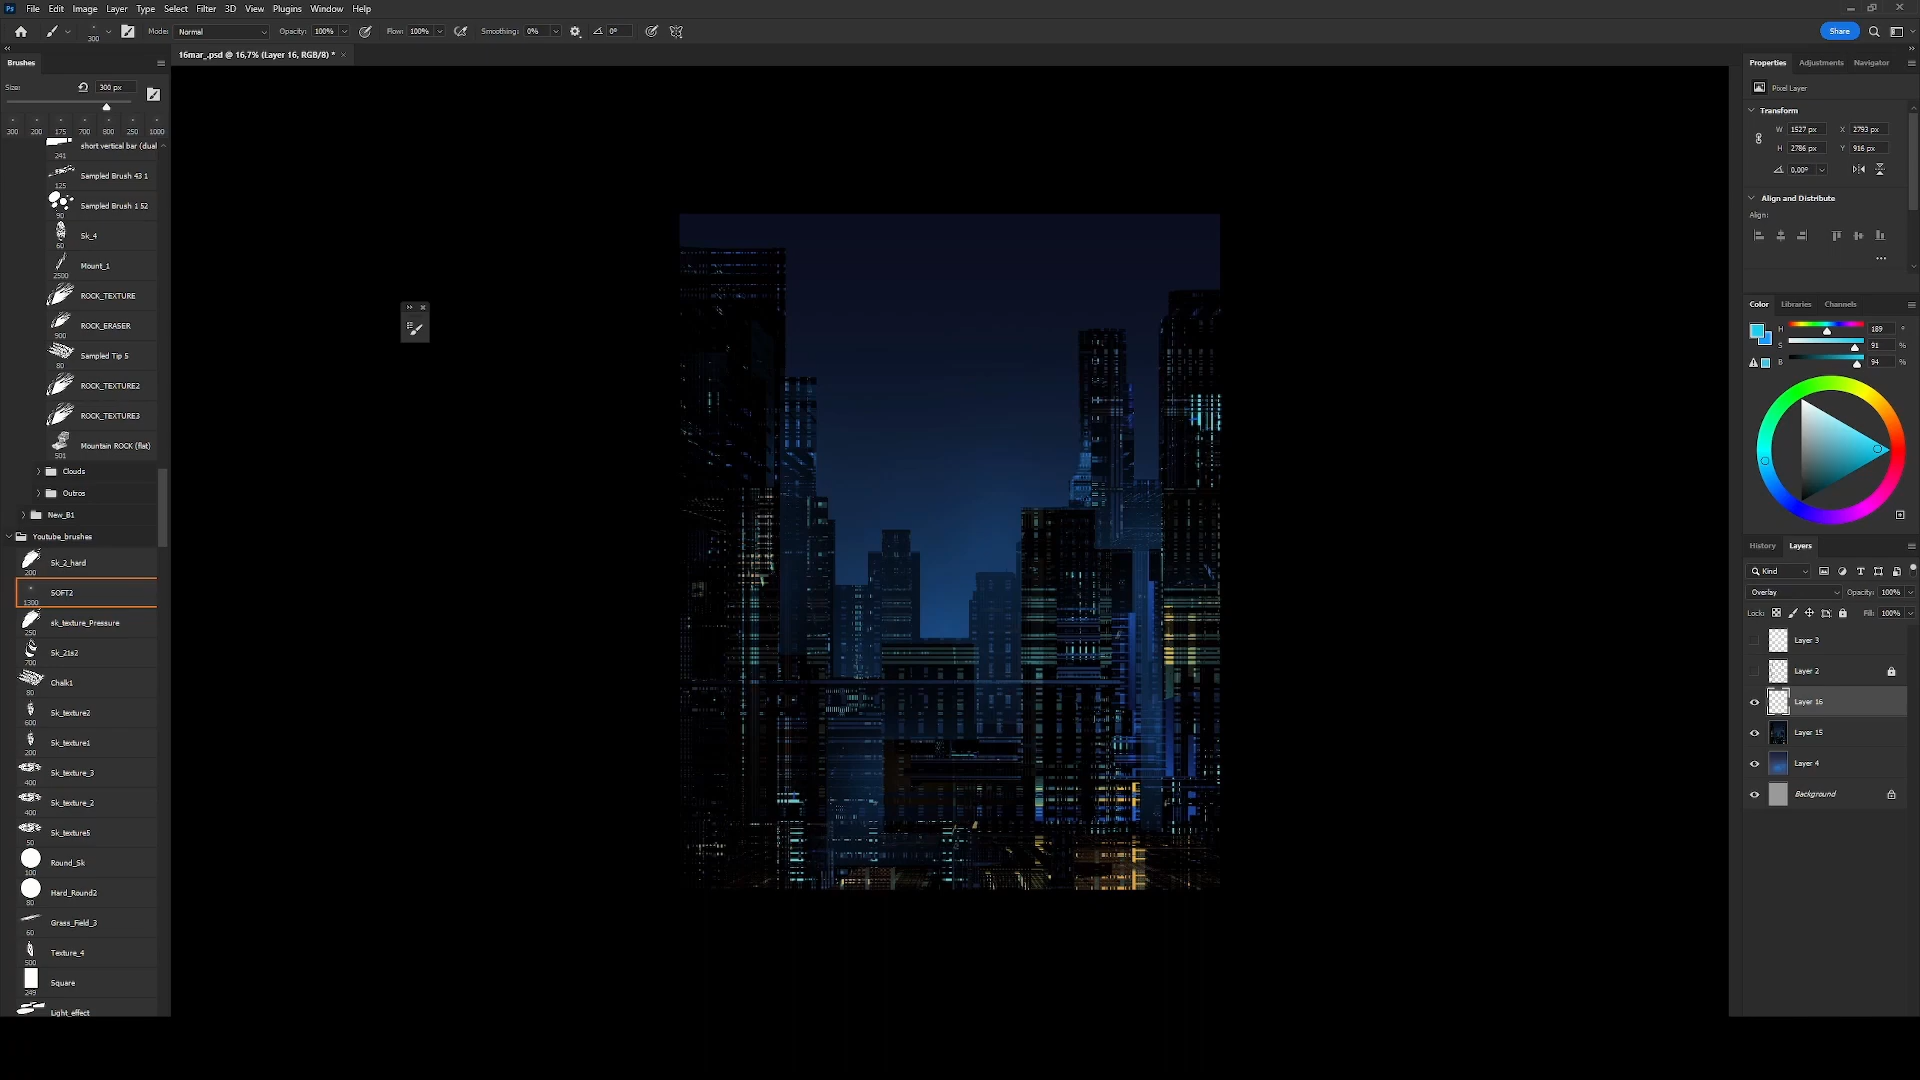 Ps File Edit Image Layer Type Select Filter 3D View Plugins Window Help
300 Mode: Normal Opacity: 100% Flow: 100% Smoothing: 0% 0° Share
16mar_.psd @ 16,7% (Layer 16, RGB/8) *
Brushes
Size: 300 px
300 200 175 700 800 250 1000
short vertical bar (dual
241
Sampled Brush 43 1
125
Sampled Brush 1 52
90
Sk_4
60
Mount_1
2500
ROCK_TEXTURE
ROCK_ERASER
900
Sampled Tip 5
80
ROCK_TEXTURE2
ROCK_TEXTURE3
Mountain ROCK (flat)
501
Clouds
Outros
New_B1
Youtube_brushes
Sk_2_hard
200
SOFT2
1300
sk_texture_Pressure
250
Sk_21s2
700
Chalk1
80
Sk_texture2
600
Sk_texture1
200
Sk_texture_3
400
Sk_texture_2
400
Sk_texture5
50
Round_Sk
100
Hard_Round2
80
Grass_Field_3
60
Texture_4
500
Square
249
Light_effect
Properties Adjustments Navigator
Pixel Layer
Transform
W 1527 px X 2793 px
H 2786 px Y 916 px
0,00°
Align and Distribute
Align:
Color Libraries Channels
H 189 °
S 91 %
B 94 %
History Layers
Kind
Overlay Opacity: 100%
Lock: Fill: 100%
Layer 3
Layer 2
Layer 16
Layer 15
Layer 4
Background